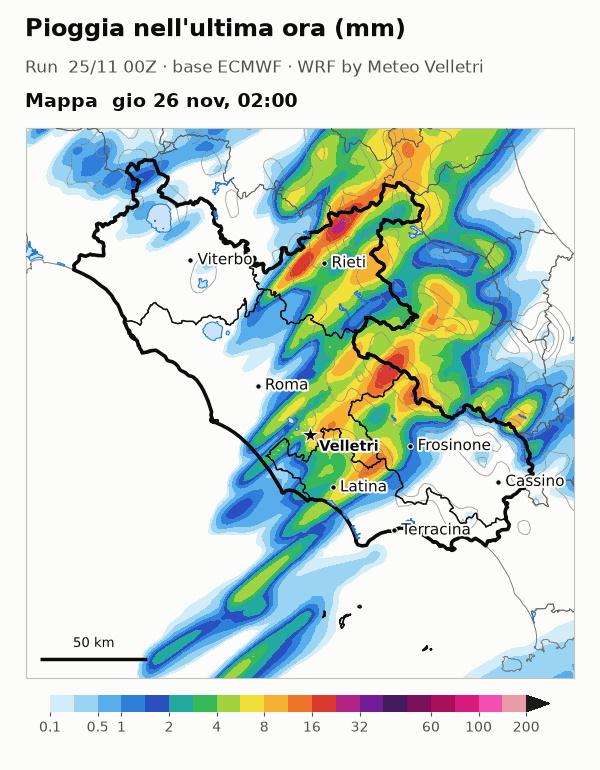 Pioggia nell'ultima ora (mm)
Run  25/11 00Z · base ECMWF · WRF by Meteo Velletri
Mappa  gio 26 nov, 02:00
Viterbo
Rieti
Roma
Velletri
Frosinone
Latina
Cassino
Terracina
50 km
0.1 0.5 1 2 4 8 16 32 60 100 200